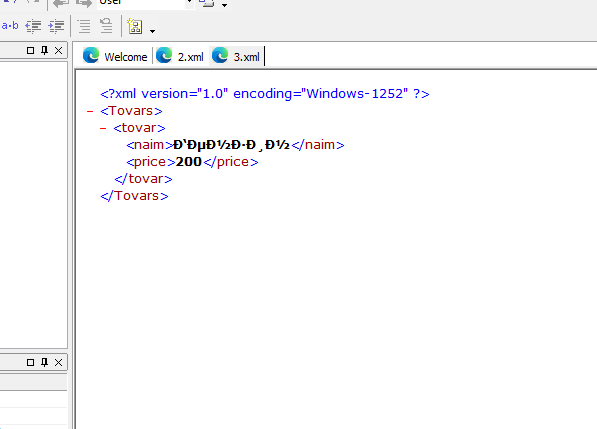 User
a·b
Welcome
2.xml
3.xml
<?xml version="1.0" encoding="Windows-1252" ?>
- <Tovars>
- <tovar>
<naim>Ð‘ÐµÐ½Ð·Ð¸Ð½</naim>
<price>200</price>
</tovar>
</Tovars>